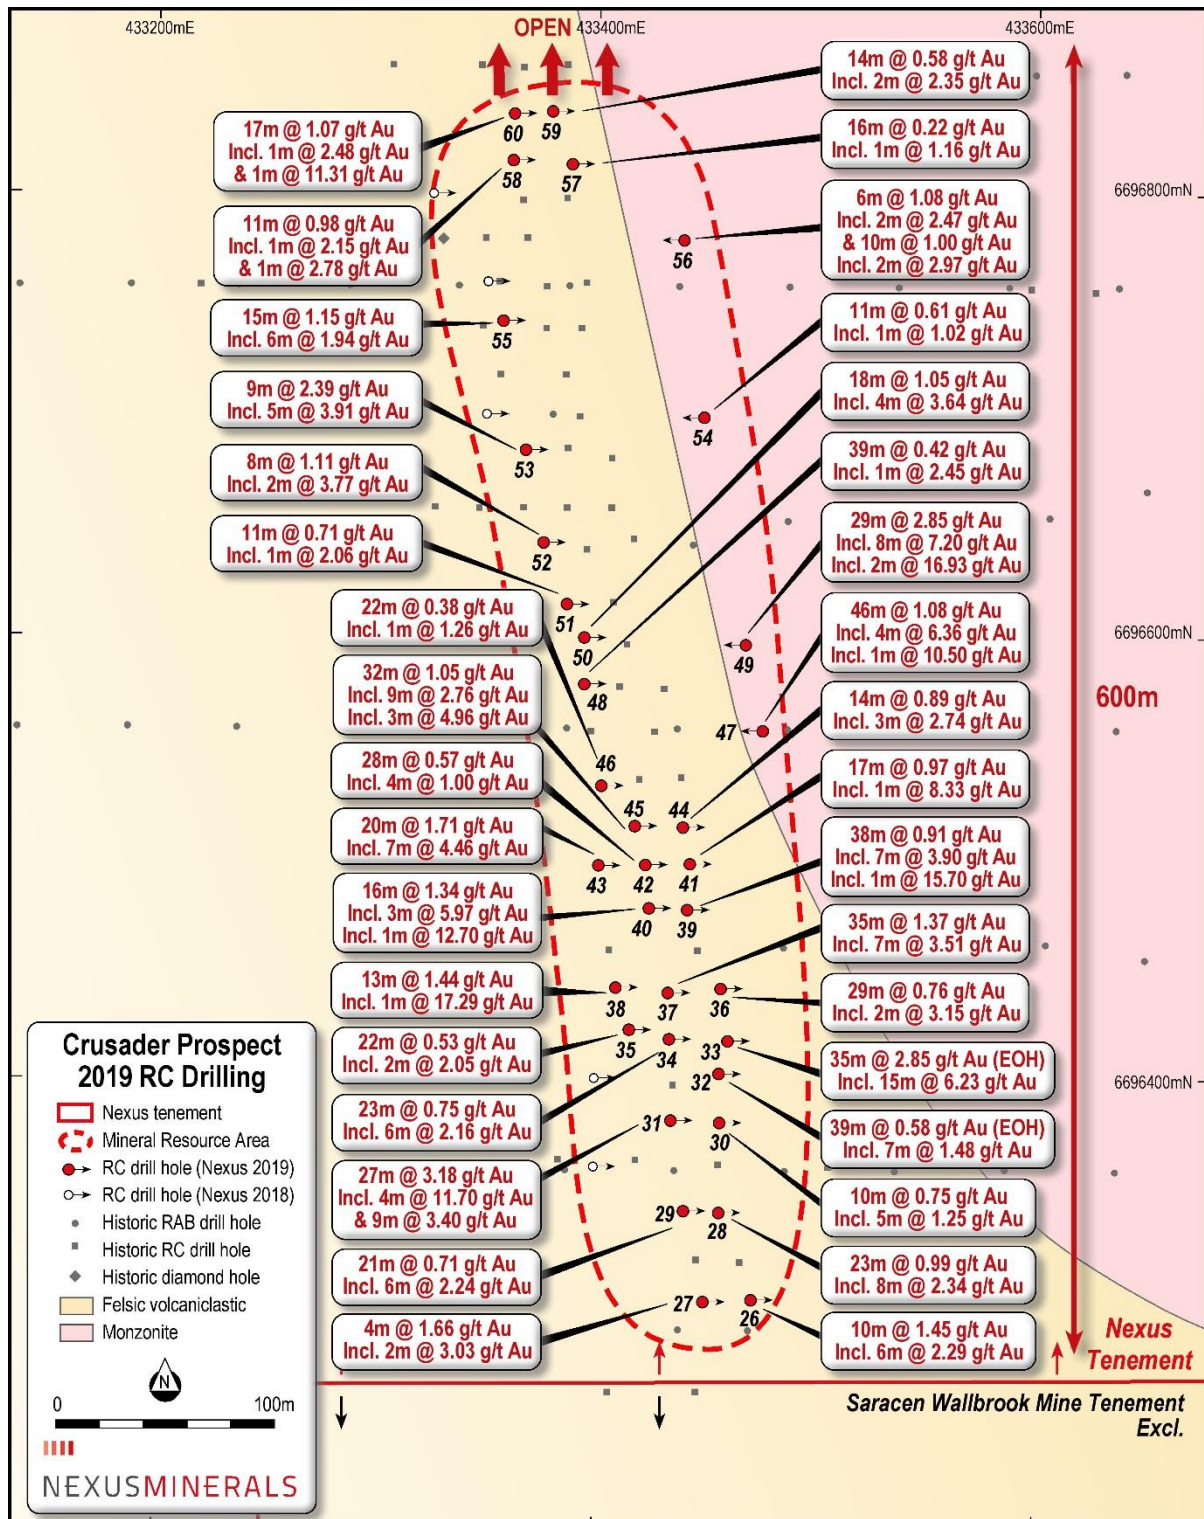 433200mE
OPEN
433400mE
433600mE
14m @ 0.58 g/t Au
Incl. 2m @ 2.35 g/t Au
17m @ 1.07 g/t Au
Incl. 1m @ 2.48 g/t Au
& 1m @ 11.31 g/t Au
60
59
16m @ 0.22 g/t Au
Incl. 1m @ 1.16 g/t Au
58
57
6696800mN
11m @ 0.98 g/t Au
Incl. 1m @ 2.15 g/t Au
& 1m @ 2.78 g/t Au
6m @ 1.08 g/t Au
Incl. 2m @ 2.47 g/t Au
& 10m @ 1.00 g/t Au
Incl. 2m @ 2.97 g/t Au
56
15m @ 1.15 g/t Au
Incl. 6m @ 1.94 g/t Au
55
11m @ 0.61 g/t Au
Incl. 1m @ 1.02 g/t Au
54
9m @ 2.39 g/t Au
Incl. 5m @ 3.91 g/t Au
53
18m @ 1.05 g/t Au
Incl. 4m @ 3.64 g/t Au
8m @ 1.11 g/t Au
Incl. 2m @ 3.77 g/t Au
52
39m @ 0.42 g/t Au
Incl. 1m @ 2.45 g/t Au
11m @ 0.71 g/t Au
Incl. 1m @ 2.06 g/t Au
51
50
29m @ 2.85 g/t Au
Incl. 8m @ 7.20 g/t Au
Incl. 2m @ 16.93 g/t Au
49
6696600mN
22m @ 0.38 g/t Au
Incl. 1m @ 1.26 g/t Au
48
46m @ 1.08 g/t Au
Incl. 4m @ 6.36 g/t Au
Incl. 1m @ 10.50 g/t Au
47
600m
32m @ 1.05 g/t Au
Incl. 9m @ 2.76 g/t Au
Incl. 3m @ 4.96 g/t Au
46
14m @ 0.89 g/t Au
Incl. 3m @ 2.74 g/t Au
45
44
28m @ 0.57 g/t Au
Incl. 4m @ 1.00 g/t Au
17m @ 0.97 g/t Au
Incl. 1m @ 8.33 g/t Au
20m @ 1.71 g/t Au
Incl. 7m @ 4.46 g/t Au
43
42
41
38m @ 0.91 g/t Au
Incl. 7m @ 3.90 g/t Au
Incl. 1m @ 15.70 g/t Au
16m @ 1.34 g/t Au
Incl. 3m @ 5.97 g/t Au
Incl. 1m @ 12.70 g/t Au
40
39
35m @ 1.37 g/t Au
Incl. 7m @ 3.51 g/t Au
13m @ 1.44 g/t Au
Incl. 1m @ 17.29 g/t Au
38
37
36
29m @ 0.76 g/t Au
Incl. 2m @ 3.15 g/t Au
22m @ 0.53 g/t Au
Incl. 2m @ 2.05 g/t Au
35
34
33
35m @ 2.85 g/t Au (EOH)
Incl. 15m @ 6.23 g/t Au
32
6696400mN
23m @ 0.75 g/t Au
Incl. 6m @ 2.16 g/t Au
31
30
39m @ 0.58 g/t Au (EOH)
Incl. 7m @ 1.48 g/t Au
27m @ 3.18 g/t Au
Incl. 4m @ 11.70 g/t Au
& 9m @ 3.40 g/t Au
29
28
10m @ 0.75 g/t Au
Incl. 5m @ 1.25 g/t Au
21m @ 0.71 g/t Au
Incl. 6m @ 2.24 g/t Au
23m @ 0.99 g/t Au
Incl. 8m @ 2.34 g/t Au
4m @ 1.66 g/t Au
Incl. 2m @ 3.03 g/t Au
27
26
10m @ 1.45 g/t Au
Incl. 6m @ 2.29 g/t Au
Nexus
Tenement
Saracen Wallbrook Mine Tenement
Excl.
Crusader Prospect
2019 RC Drilling
Nexus tenement
Mineral Resource Area
RC drill hole (Nexus 2019)
RC drill hole (Nexus 2018)
Historic RAB drill hole
Historic RC drill hole
Historic diamond hole
Felsic volcaniclastic
Monzonite
N
0
100m
NEXUSMINERALS